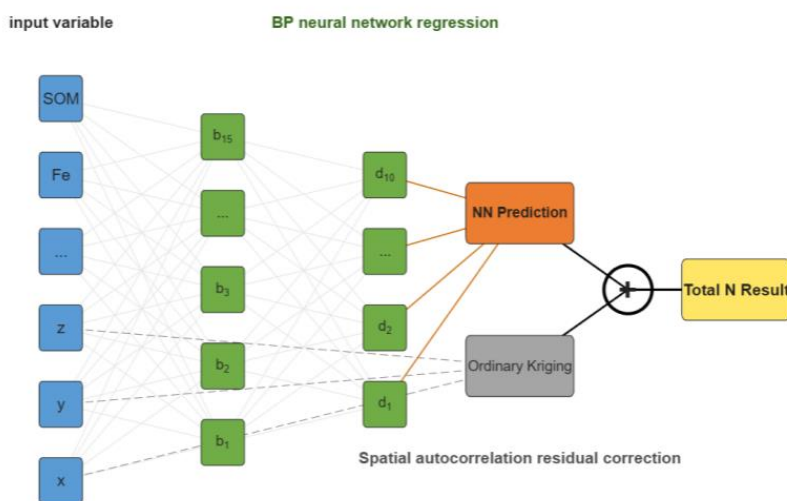 input variable
BP neural network regression
SOM
b₁₅
Fe
d₁₀
NN Prediction
...
...
...
+
Total N Result
b₃
z
d₂
b₂
Ordinary Kriging
y
d₁
b₁
Spatial autocorrelation residual correction
x